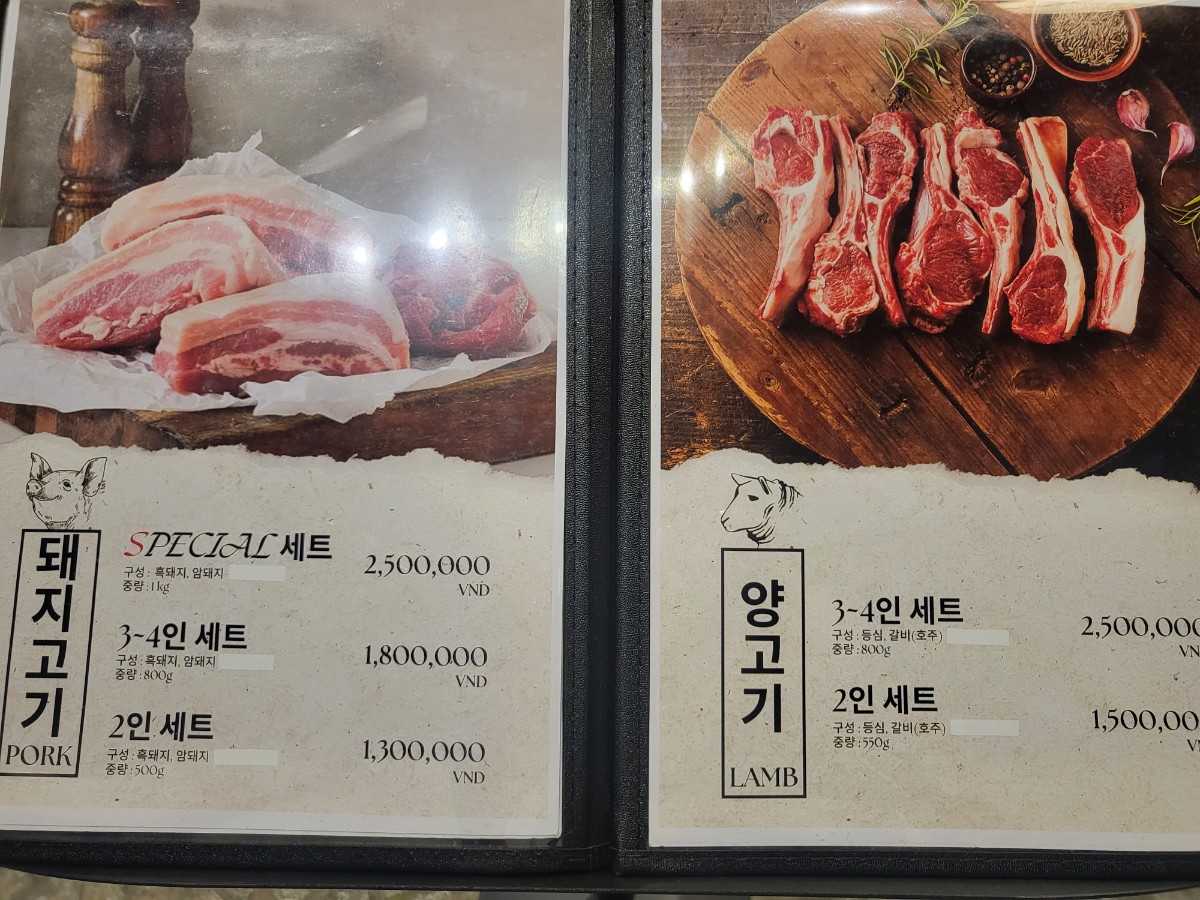 돼지고기
PORK
SPECIAL 세트
구성 : 흑돼지, 암돼지
중량 : 1kg
2,500,000
VND
3~4인 세트
구성 : 흑돼지, 암돼지
중량 : 800g
1,800,000
VND
2인 세트
구성 : 흑돼지, 암돼지
중량 : 500g
1,300,000
VND
양고기
LAMB
3~4인 세트
구성 : 등심, 갈비(호주)
중량 : 800g
2,500,000
2인 세트
구성 : 등심, 갈비(호주)
중량 : 550g